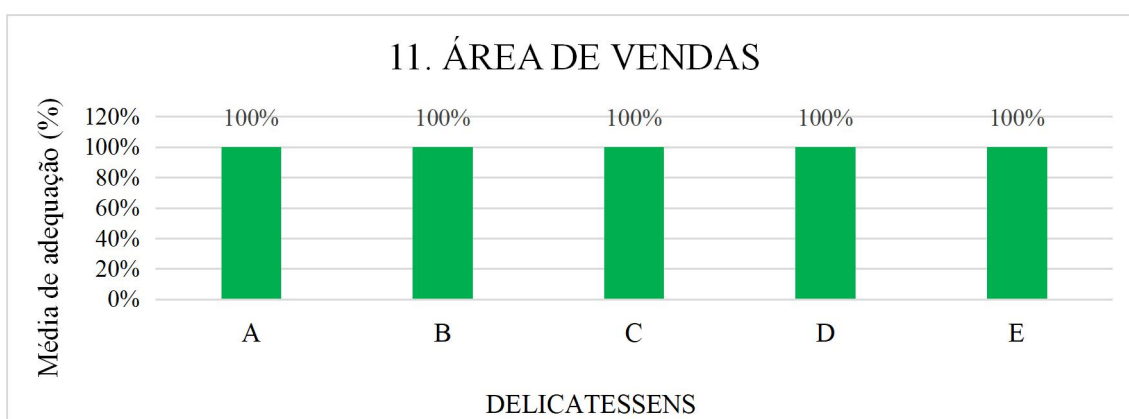 11. ÁREA DE VENDAS
Média de adequação (%)
120%
100%
80%
60%
40%
20%
0%
100% 100% 100% 100% 100%
A B C D E
DELICATESSENS